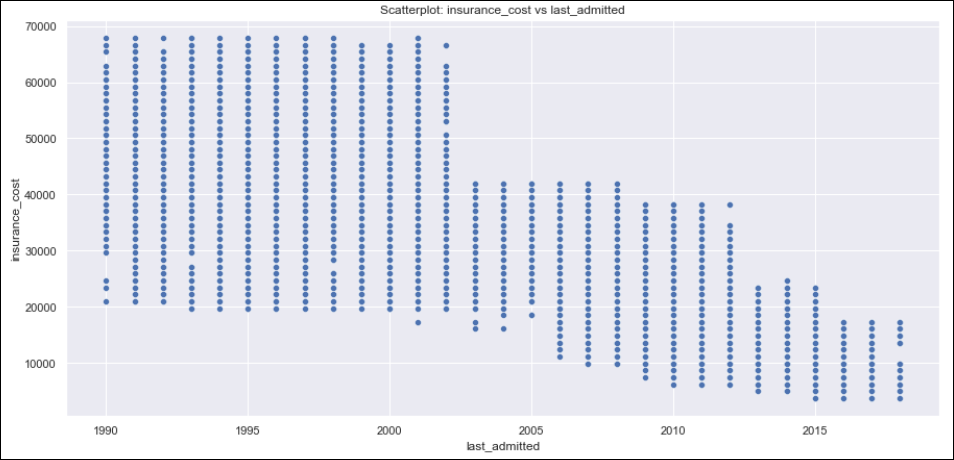 Scatterplot: insurance_cost vs last_admitted
70000
60000
50000
40000
30000
20000
10000
insurance_cost
1990 1995 2000 2005 2010 2015
last_admitted